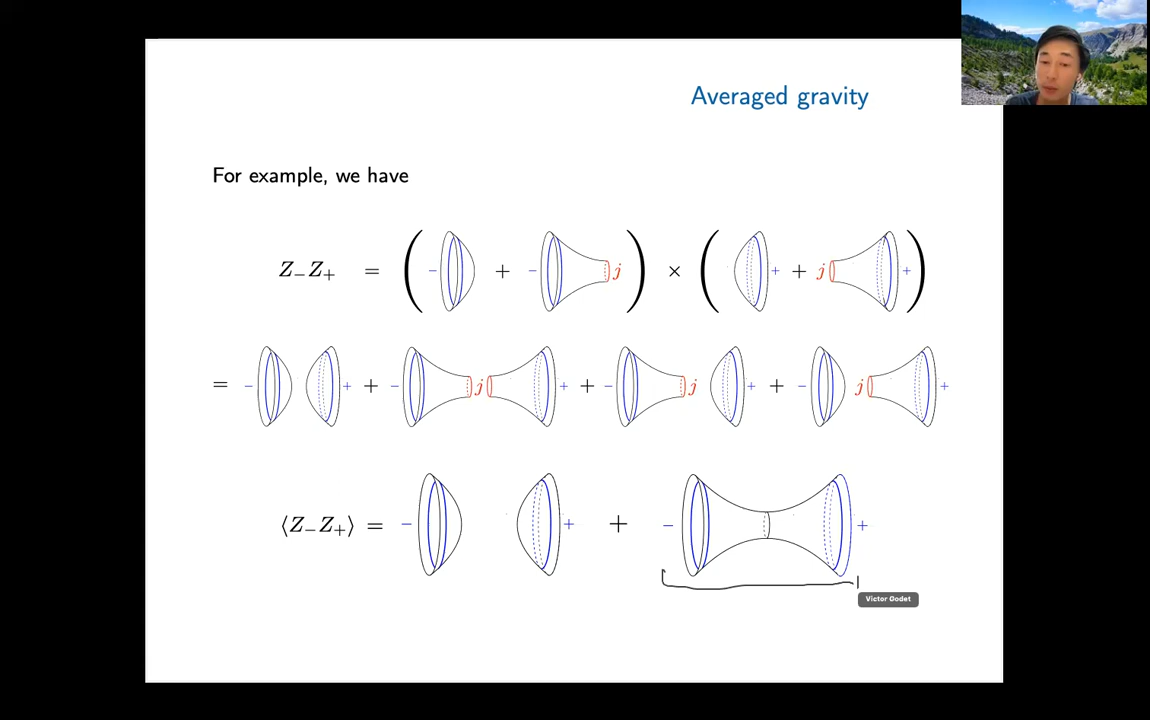 Averaged gravity
For example, we have
Z₋Z₊ = ( − + − j ) × ( + + j + )
= − + + − j + + − j + + − j +
⟨Z₋Z₊⟩ = − + + − +
Victor Godet